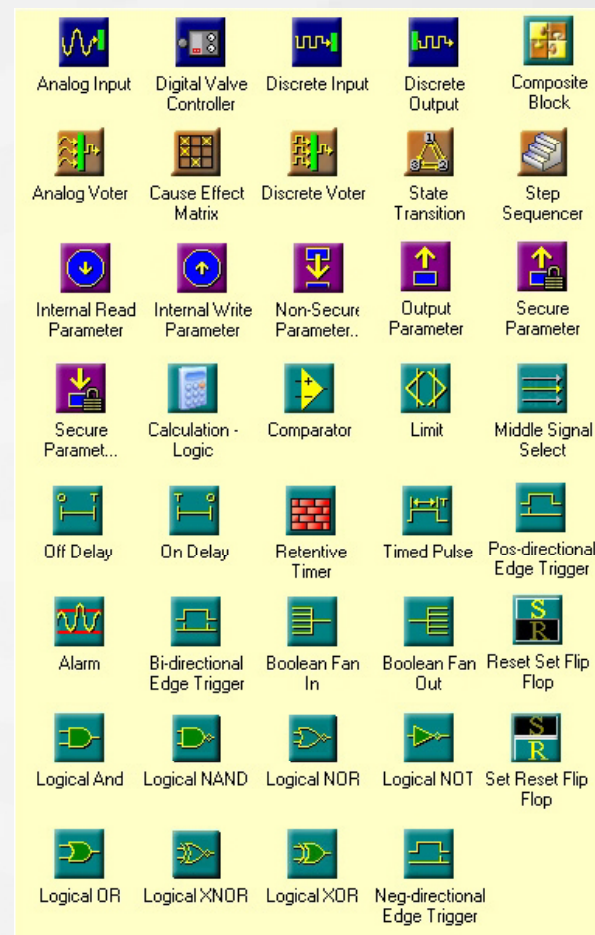 Analog Input
Digital Valve
Controller
Discrete Input
Discrete
Output
Composite
Block
Analog Voter
Cause Effect
Matrix
Discrete Voter
1
3
2
State
Transition
Step
Sequencer
Internal Read
Parameter
Internal Write
Parameter
Non-Secure
Parameter..
Output
Parameter
Secure
Parameter
Secure
Paramet...
Calculation -
Logic
Comparator
Limit
Middle Signal
Select
O T
Off Delay
T O
On Delay
Retentive
Timer
T
Timed Pulse
Pos-directional
Edge Trigger
Alarm
Bi-directional
Edge Trigger
Boolean Fan
In
Boolean Fan
Out
S
R
Reset Set Flip
Flop
Logical And
Logical NAND
Logical NOR
Logical NOT
S
R
Set Reset Flip
Flop
Logical OR
Logical XNOR
Logical XOR
Neg-directional
Edge Trigger